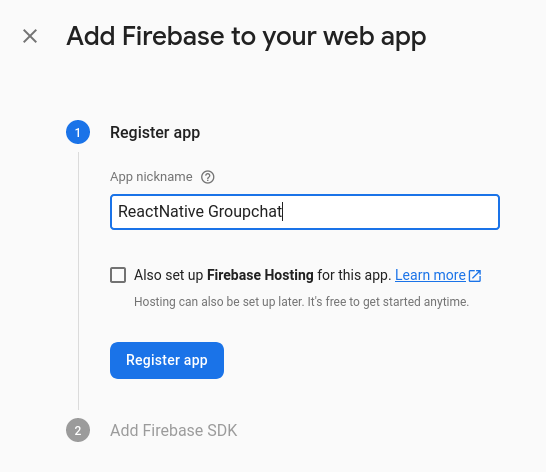 Add Firebase to your web app
1
Register app
App nickname
ReactNative Groupchat
Also set up Firebase Hosting for this app. Learn more
Hosting can also be set up later. It's free to get started anytime.
Register app
2
Add Firebase SDK